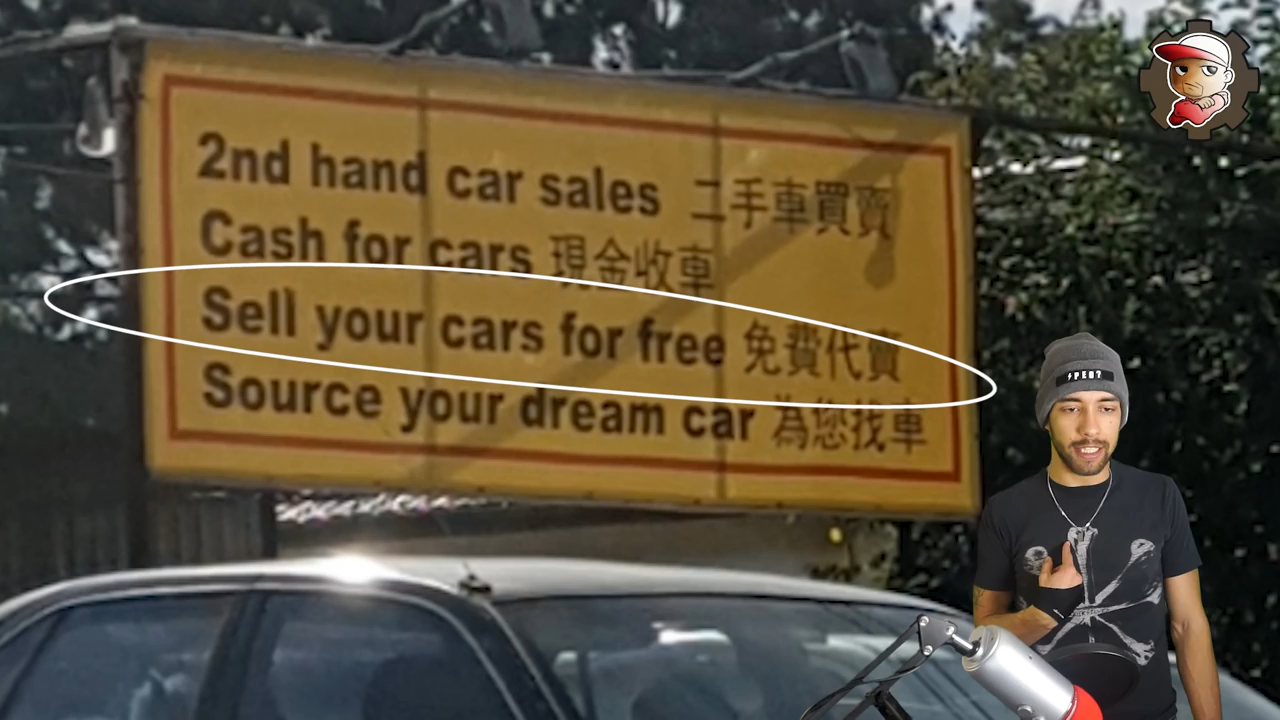 2nd hand car sales 二手車買賣
Cash for cars 現金收車
Sell your cars for free 免費代賣
Source your dream car 為您找車